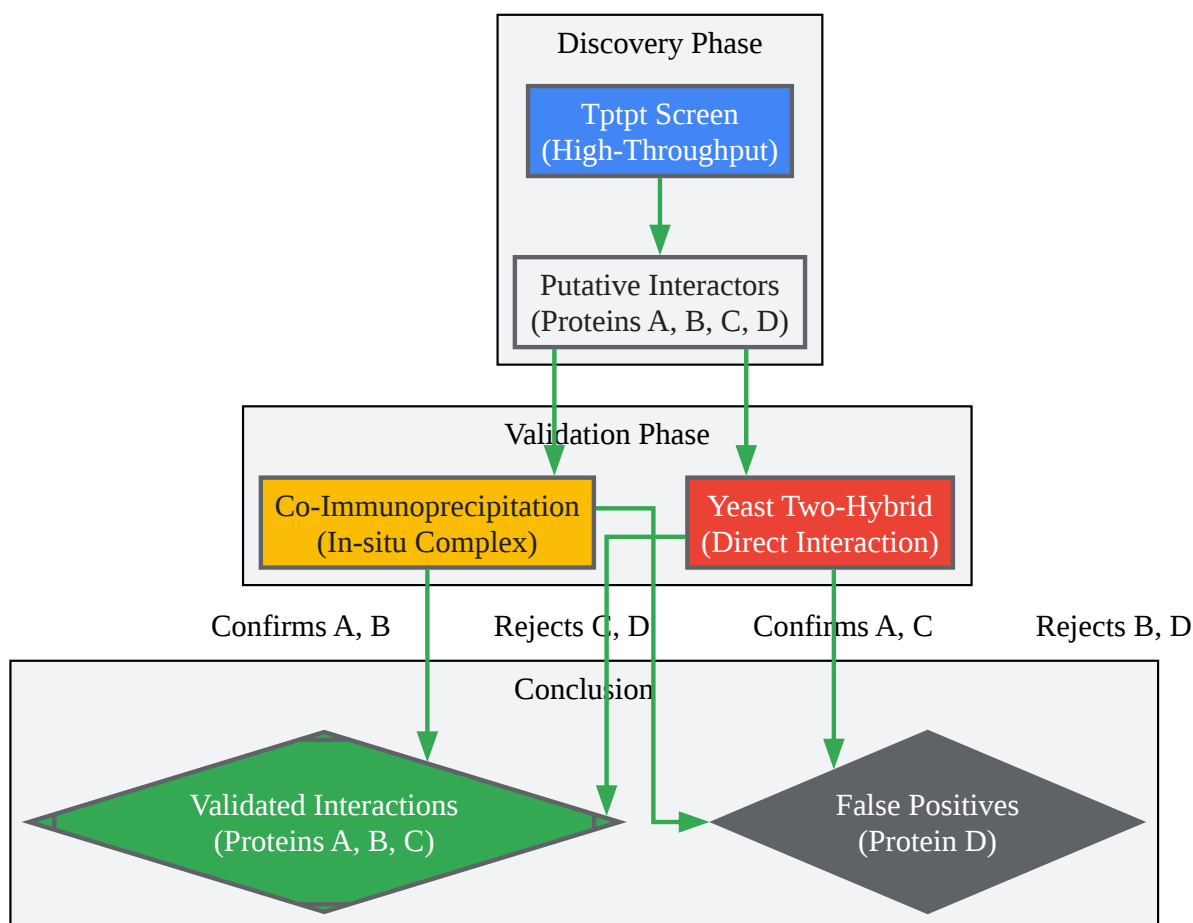 Discovery Phase
Tptpt Screen
(High-Throughput)
Putative Interactors
(Proteins A, B, C, D)
Validation Phase
Co-Immunoprecipitation
(In-situ Complex)
Yeast Two-Hybrid
(Direct Interaction)
Confirms A, B
Rejects C, D
Confirms A, C
Rejects B, D
Conclusion
Validated Interactions
(Proteins A, B, C)
False Positives
(Protein D)